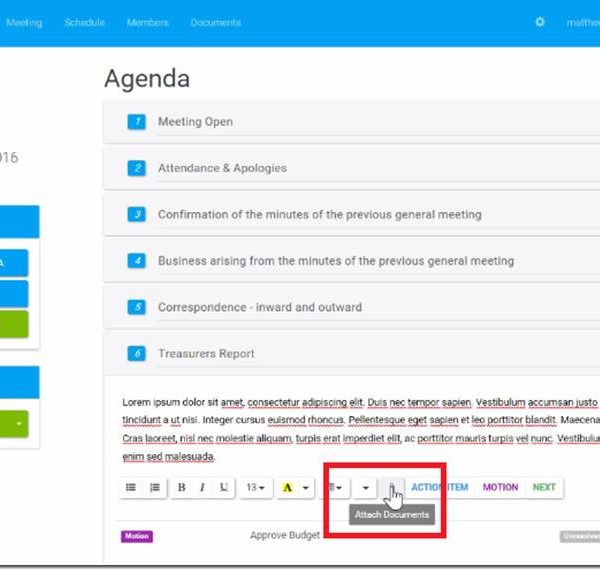 Meeting Schedule Members Documents matthew
Agenda
1 Meeting Open
016
2 Attendance & Apologies
3 Confirmation of the minutes of the previous general meeting
A
4 Business arising from the minutes of the previous general meeting
5 Correspondence - inward and outward
6 Treasurers Report
Lorem ipsum dolor sit amet, consectetur adipiscing elit. Duis nec tempor sapien. Vestibulum accumsan justo
tincidunt a ut nisi. Integer cursus euismod rhoncus. Pellentesque eget sapien et leo porttitor blandit. Maecena
Cras laoreet, nisl nec molestie aliquam, turpis erat imperdiet elit, ac porttitor mauris turpis vel nunc. Vestibulu
enim sed malesuada.
B I U 13 A ACTION ITEM MOTION NEXT
Attach Documents
Motion Approve Budget Unresolved